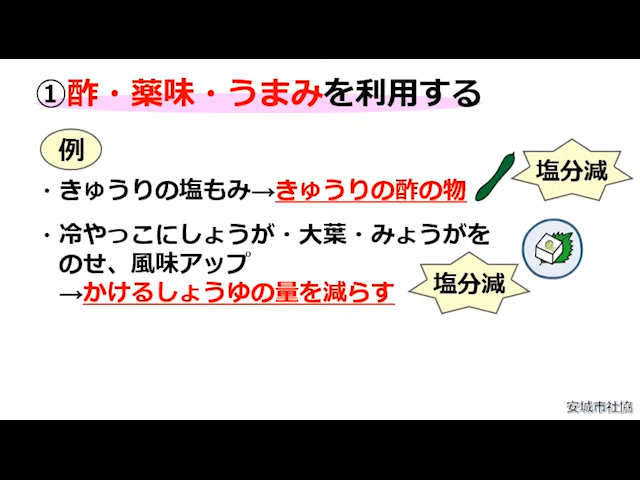 ①酢・薬味・うまみを利用する
例
・きゅうりの塩もみ→きゅうりの酢の物
塩分減
・冷やっこにしょうが・大葉・みょうがを
のせ、風味アップ
→かけるしょうゆの量を減らす
塩分減
安城市社協